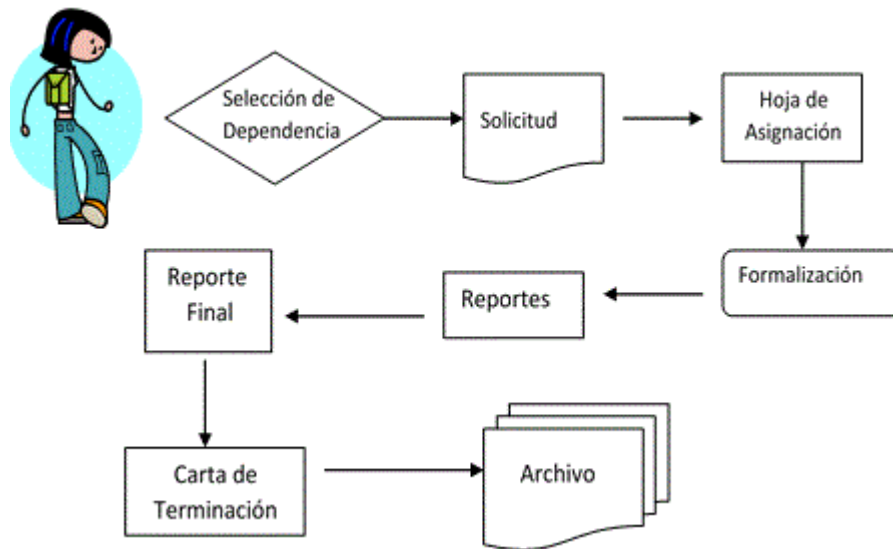 Selección de
Dependencia
Solicitud
Hoja de
Asignación
Formalización
Reportes
Reporte
Final
Carta de
Terminación
Archivo